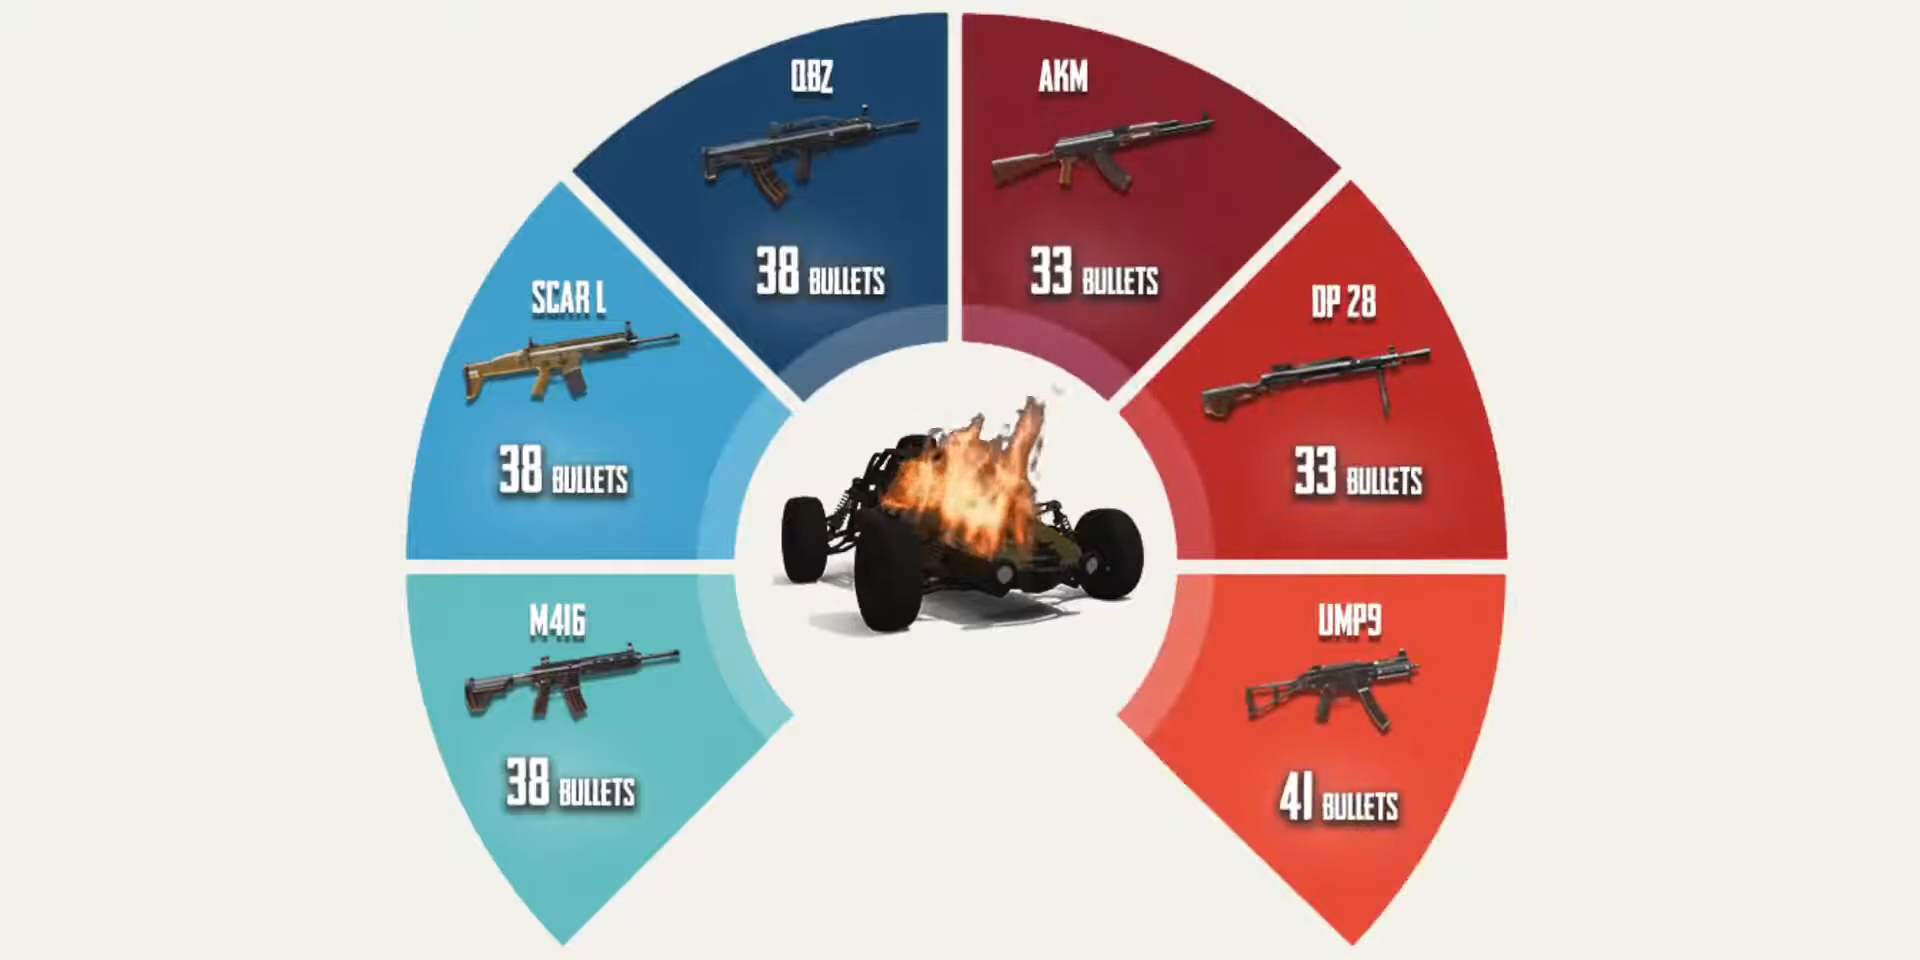 QBZ
38 BULLETS
AKM
33 BULLETS
SCAR L
38 BULLETS
DP 28
33 BULLETS
M416
38 BULLETS
UMP9
41 BULLETS